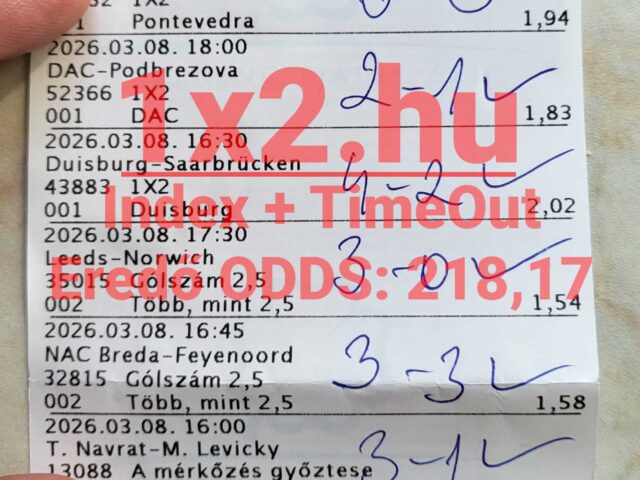 1X2
Pontevedra 1,94
2026.03.08. 18:00
DAC-Podbrezova
52366 1X2
2-1 ✓
001 DAC 1,83
2026.03.08. 16:30
Duisburg-Saarbrücken
43883 1X2
4-2 ✓
001 Duisburg 2,02
2026.03.08. 17:30
Leeds-Norwich
3-0 ✓
35015 Gólszám 2,5
002 Több, mint 2,5 1,54
2026.03.08. 16:45
NAC Breda-Feyenoord
32815 Gólszám 2,5
3-3 ✓
002 Több, mint 2,5 1,58
2026.03.08. 16:00
T. Navrat-M. Levicky
13088 A mérkőzés győztese
3-1 ✓
1x2.hu
Index + TimeOut
Eredő ODDS: 218,17